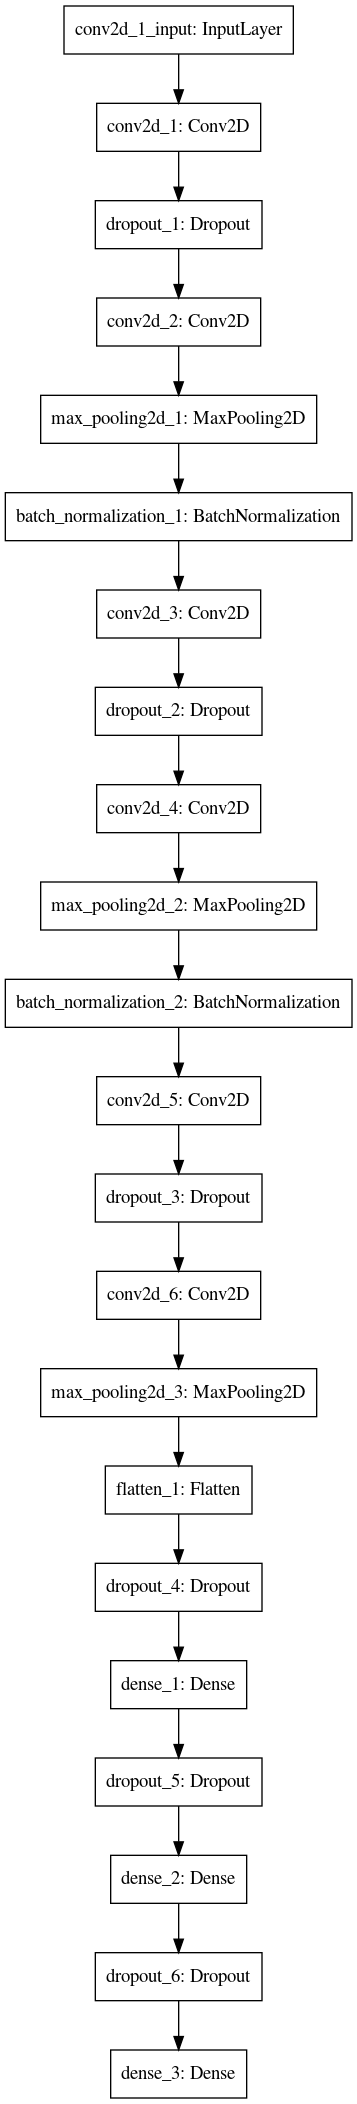 conv2d_1_input: InputLayer
conv2d_1: Conv2D
dropout_1: Dropout
conv2d_2: Conv2D
max_pooling2d_1: MaxPooling2D
batch_normalization_1: BatchNormalization
conv2d_3: Conv2D
dropout_2: Dropout
conv2d_4: Conv2D
max_pooling2d_2: MaxPooling2D
batch_normalization_2: BatchNormalization
conv2d_5: Conv2D
dropout_3: Dropout
conv2d_6: Conv2D
max_pooling2d_3: MaxPooling2D
flatten_1: Flatten
dropout_4: Dropout
dense_1: Dense
dropout_5: Dropout
dense_2: Dense
dropout_6: Dropout
dense_3: Dense